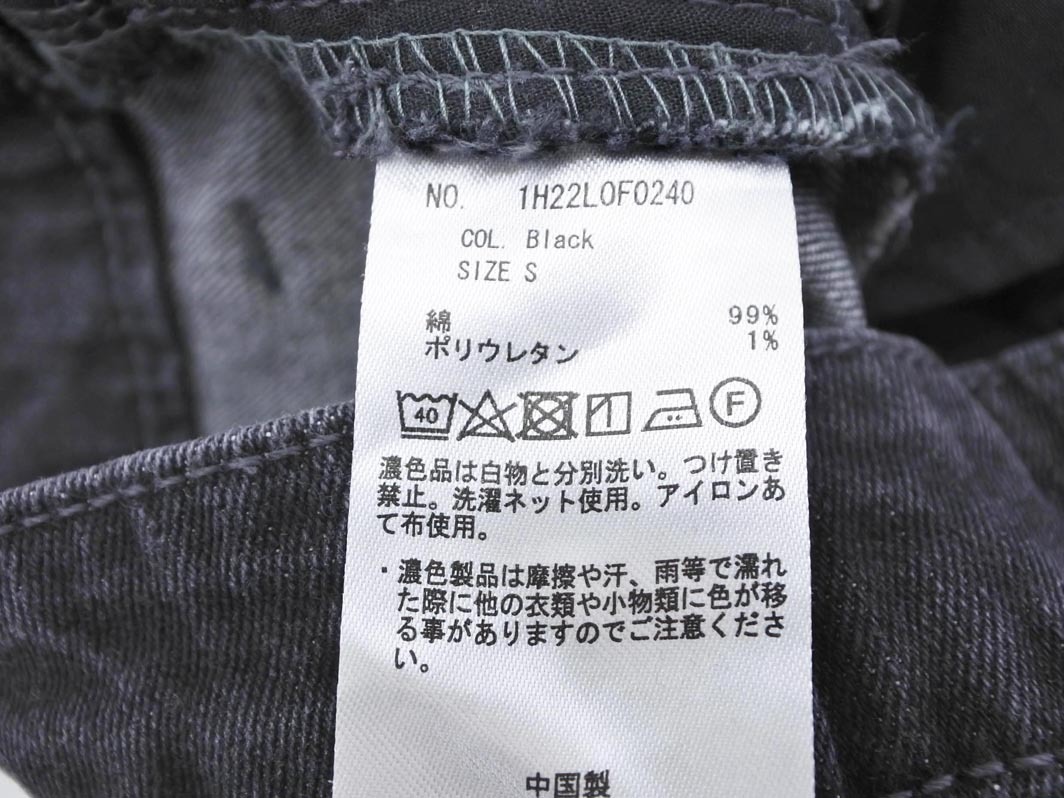 NO. 1H22L0F0240
COL. Black
SIZE S
綿 99%
ポリウレタン 1%
40 F
濃色品は白物と分別洗い。つけ置き
禁止。洗濯ネット使用。アイロンあ
て布使用。
・濃色製品は摩擦や汗、雨等で濡れ
た際に他の衣類や小物類に色が移
る事がありますのでご注意くださ
い。
中国製